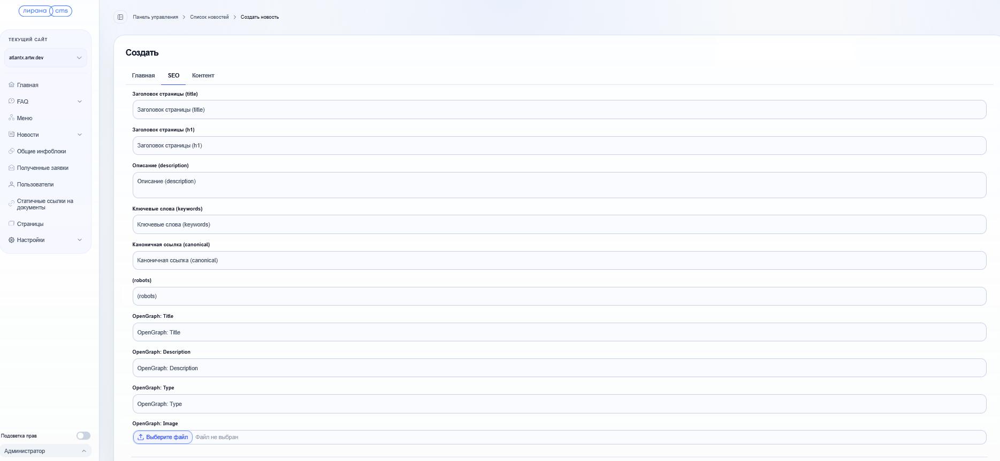 лирана cms
ТЕКУЩИЙ САЙТ
atlantx.artw.dev
Главная
FAQ
Меню
Новости
Общие инфоблоки
Полученные заявки
Пользователи
Статичные ссылки на
документы
Страницы
Настройки
Подсветка прав
Администратор
Панель управления > Список новостей > Создать новость
Создать
Главная SEO Контент
Заголовок страницы (title)
Заголовок страницы (title)
Заголовок страницы (h1)
Заголовок страницы (h1)
Описание (description)
Описание (description)
Ключевые слова (keywords)
Ключевые слова (keywords)
Каноничная ссылка (canonical)
Каноничная ссылка (canonical)
(robots)
(robots)
OpenGraph: Title
OpenGraph: Title
OpenGraph: Description
OpenGraph: Description
OpenGraph: Type
OpenGraph: Type
OpenGraph: Image
Выберите файл Файл не выбран